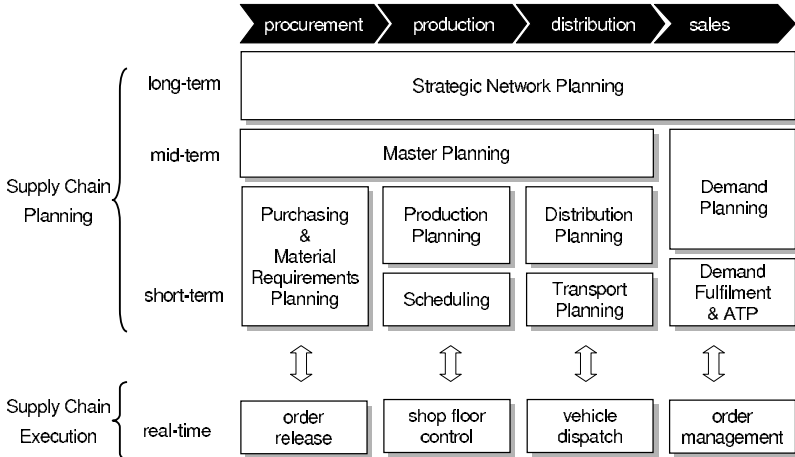 procurement
production
distribution
sales
long-term
Strategic Network Planning
mid-term
Master Planning
Supply Chain
Planning
Demand
Planning
Purchasing
&
Material
Requirements
Planning
Production
Planning
Distribution
Planning
short-term
Scheduling
Transport
Planning
Demand
Fulfilment
& ATP
Supply Chain
Execution
real-time
order
release
shop floor
control
vehicle
dispatch
order
management